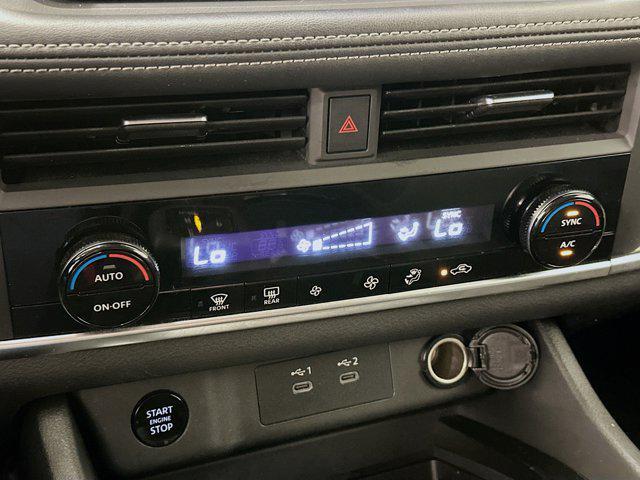 SYNC
Lo
Lo
AUTO
ON·OFF
SYNC
A/C
FRONT
REAR
1
2
START
ENGINE
STOP